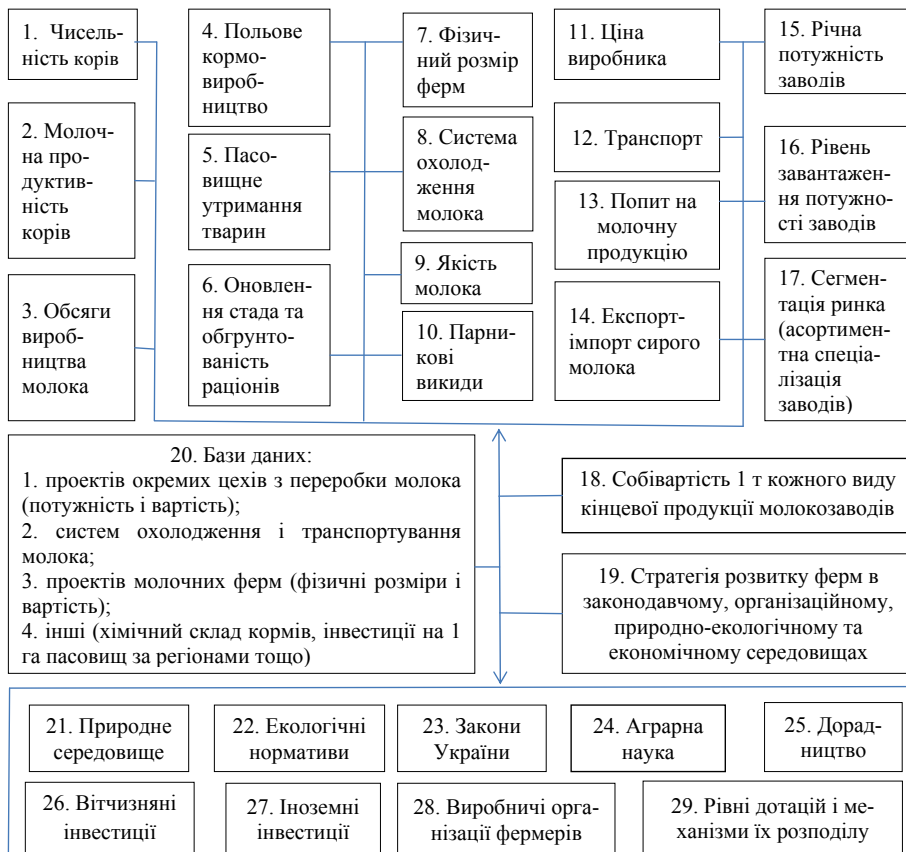 1. Чисель-
ність корів
2. Молоч-
на про-
дуктив-
ність
корів
3. Обсяги
вироб-
ництва
молока
4. Польове
кормо-
вироб-
ництво
5. Пасо-
вищне
утримання
тварин
6. Оновлен-
ня стада та
обгрунто-
ваність
раціонів
7. Фізич-
ний розмір
ферм
8. Система
охолод-
ження
молока
9. Якість
молока
10. Парни-
кові
викиди
11. Ціна
виробника
12. Транспорт
13. Попит на
молочну
продукцію
14. Експорт-
імпорт сирого
молока
15. Річна
потужність
заводів
16. Рівень
завантажен-
ня потужно-
сті заводів
17. Сегмен-
тація ринка
(асортимен-
тна спеціа-
лізація
заводів)
20. Бази даних:
1. проектів окремих цехів з переробки молока
(потужність і вартість);
2. систем охолодження і транспортування
молока;
3. проектів молочних ферм (фізичні розміри і
вартість);
4. інші (хімічний склад кормів, інвестиції на 1
га пасовищ за регіонами тощо)
18. Собівартість 1 т кожного виду
кінцевої продукції молокозаводів
19. Стратегія розвитку ферм в
законодавчому, організаційному,
природно-екологічному та
економічному середовищах
21. Природне
середовище
22. Екологічні
нормативи
23. Закони
України
24. Аграрна
наука
25. Дорад-
ництво
26. Вітчизняні
інвестиції
27. Іноземні
інвестиції
28. Виробничі орга-
нізації фермерів
29. Рівні дотацій і ме-
ханізми їх розподілу